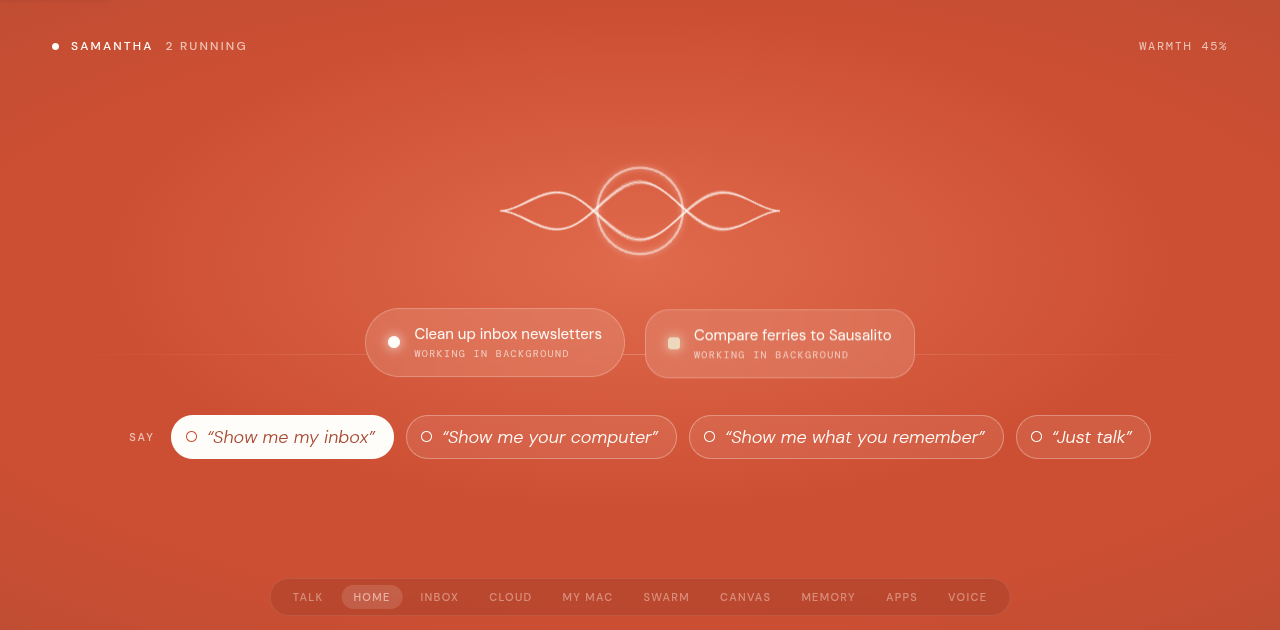 SAMANTHA 2 RUNNING
WARMTH 45%
Clean up inbox newsletters
WORKING IN BACKGROUND
Compare ferries to Sausalito
WORKING IN BACKGROUND
SAY “Show me my inbox” “Show me your computer” “Show me what you remember” “Just talk”
TALK HOME INBOX CLOUD MY MAC SWARM CANVAS MEMORY APPS VOICE